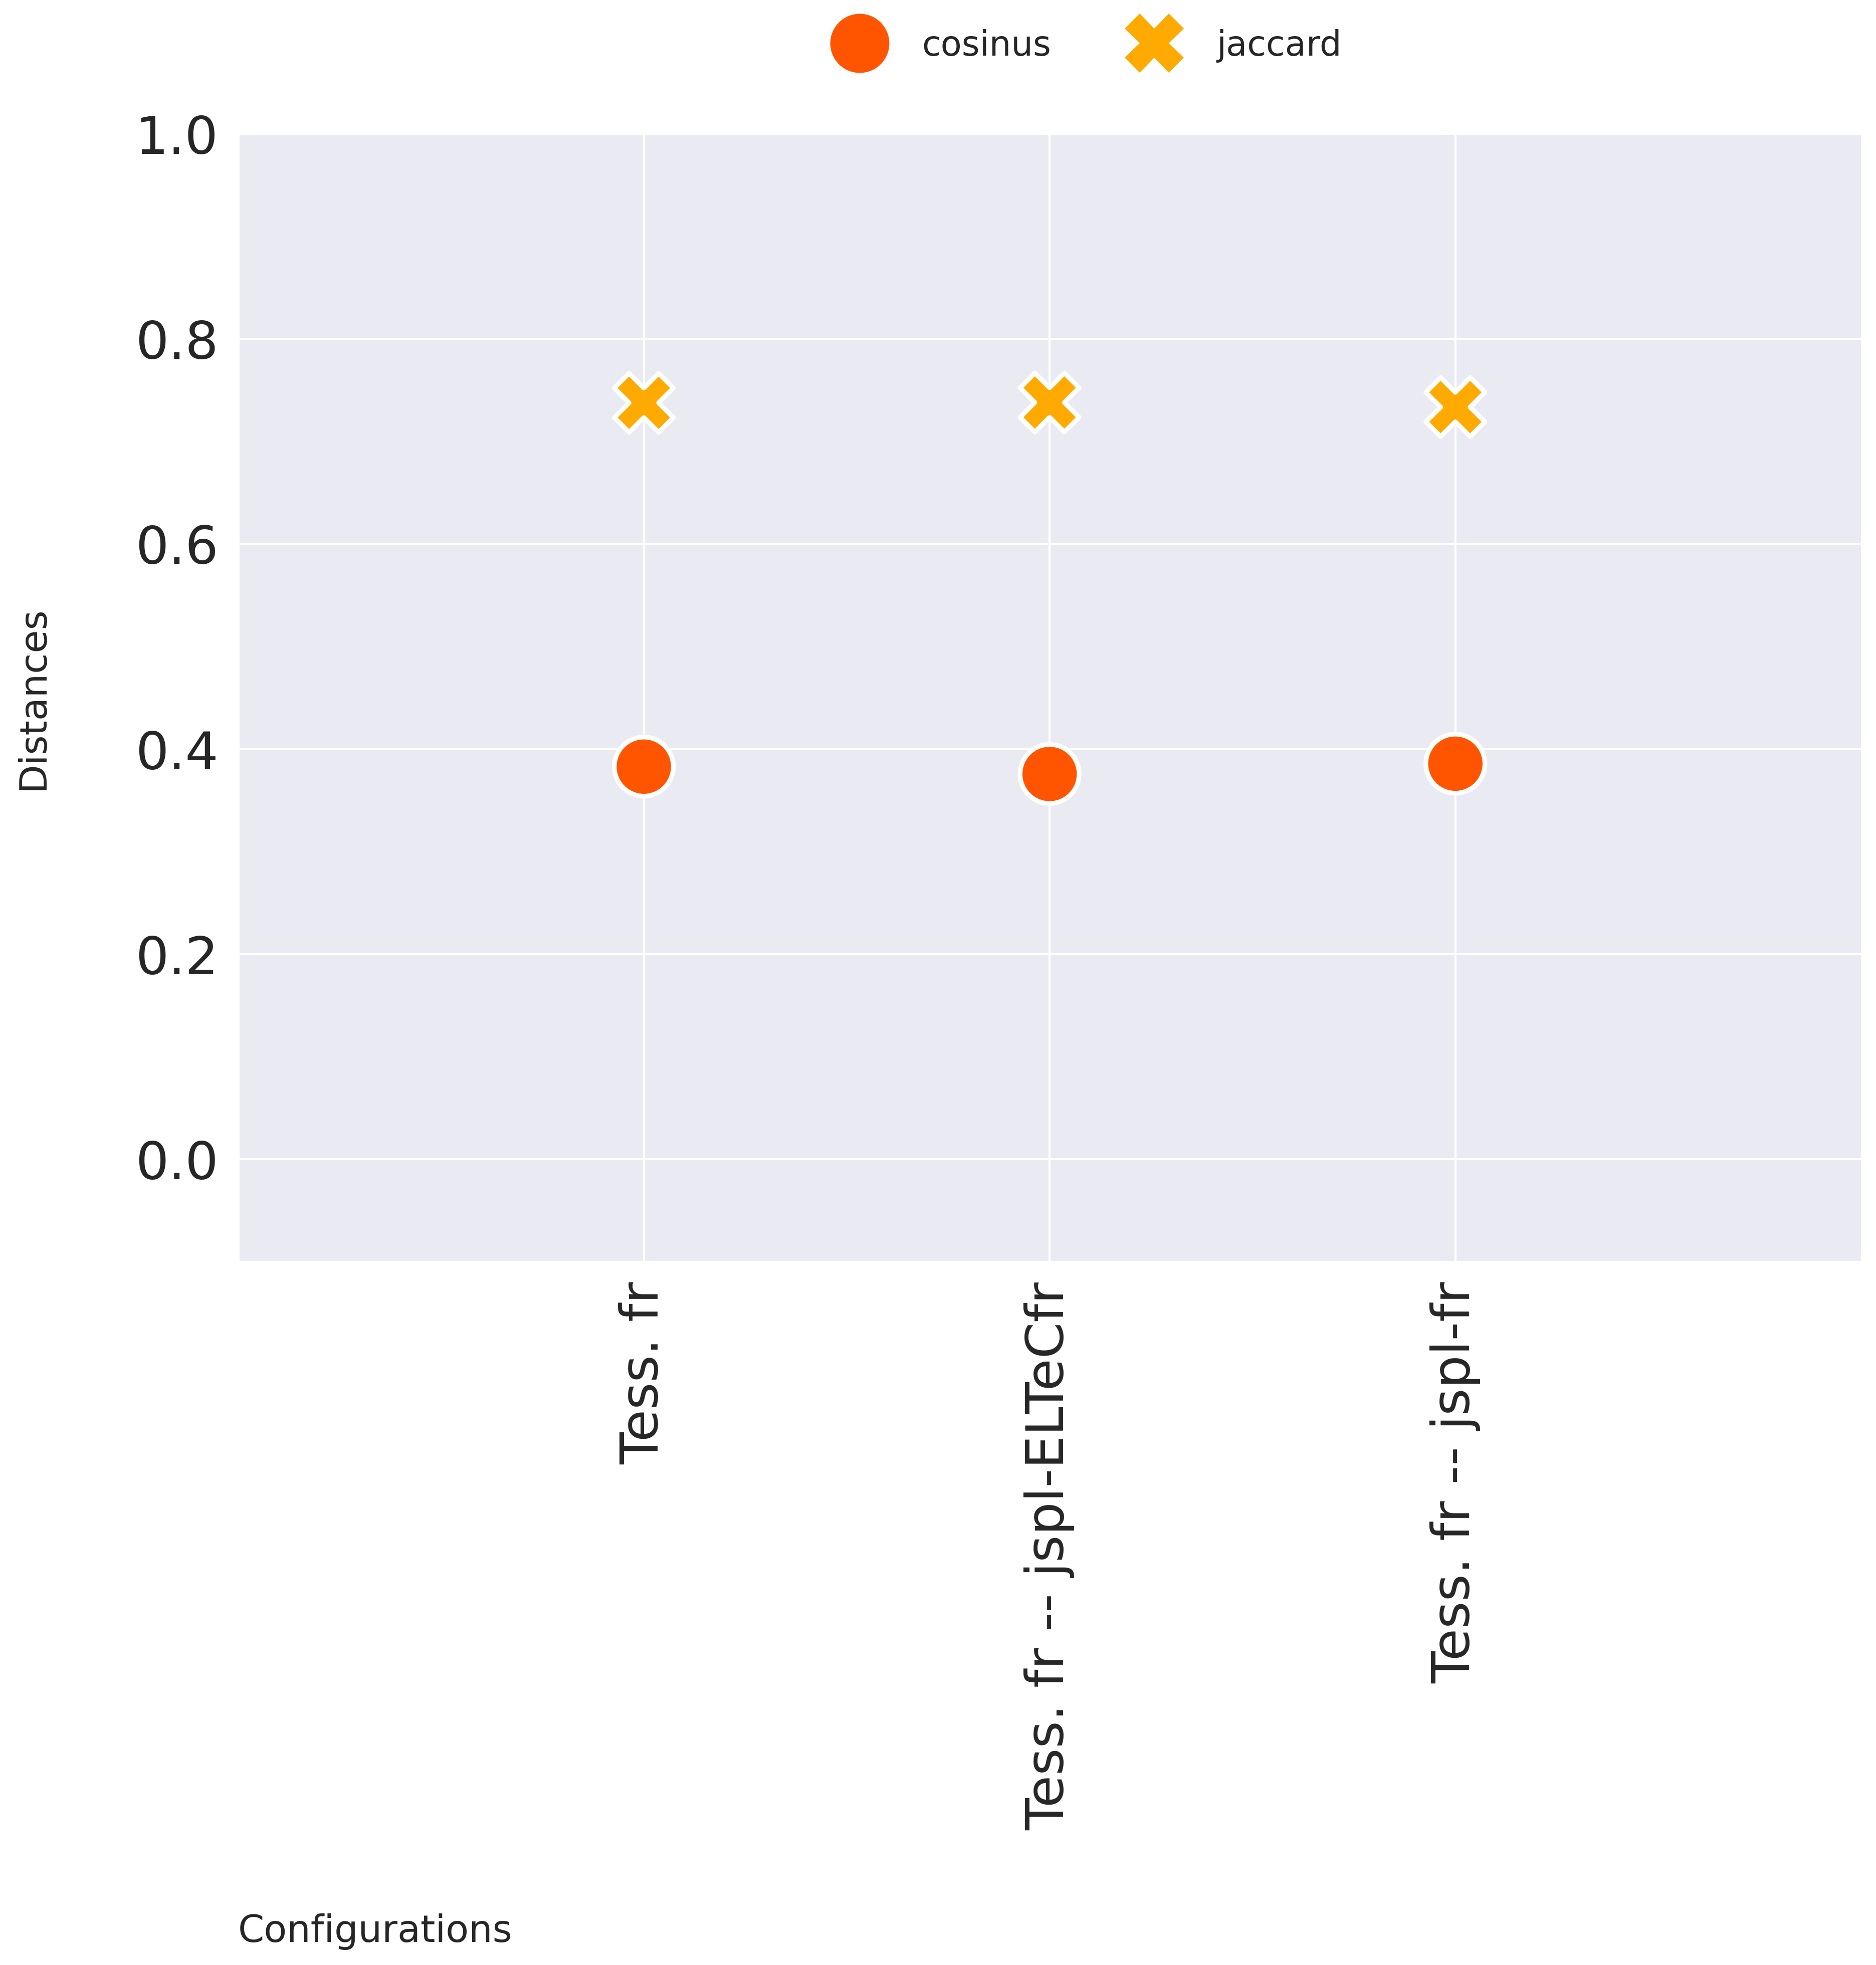 cosinus
jaccard
1.0
0.8
0.6
0.4
0.2
0.0
Distances
Tess. fr
Tess. fr -- jspl-ELTeCfr
Tess. fr -- jspl-fr
Configurations